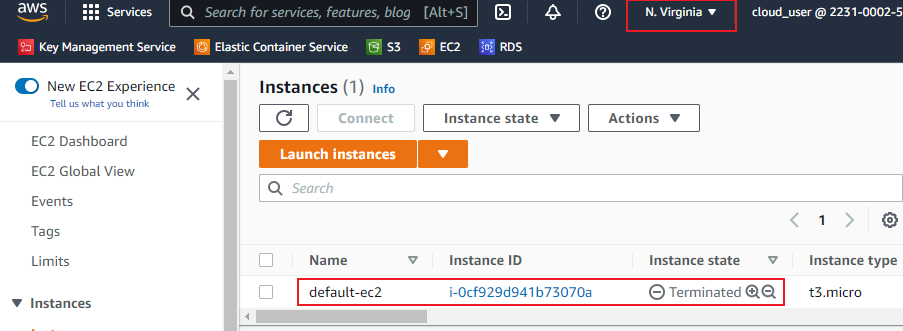 aws Services Search for services, features, blog [Alt+S] N. Virginia ▼ cloud_user @ 2231-0002-5
Key Management Service Elastic Container Service S3 EC2 RDS
New EC2 Experience
Tell us what you think
EC2 Dashboard
EC2 Global View
Events
Tags
Limits
Instances
Instances (1) Info
Connect Instance state ▼ Actions ▼
Launch instances ▼
Search
1
Name Instance ID Instance state Instance type
default-ec2 i-0cf929d941b73070a Terminated t3.micro